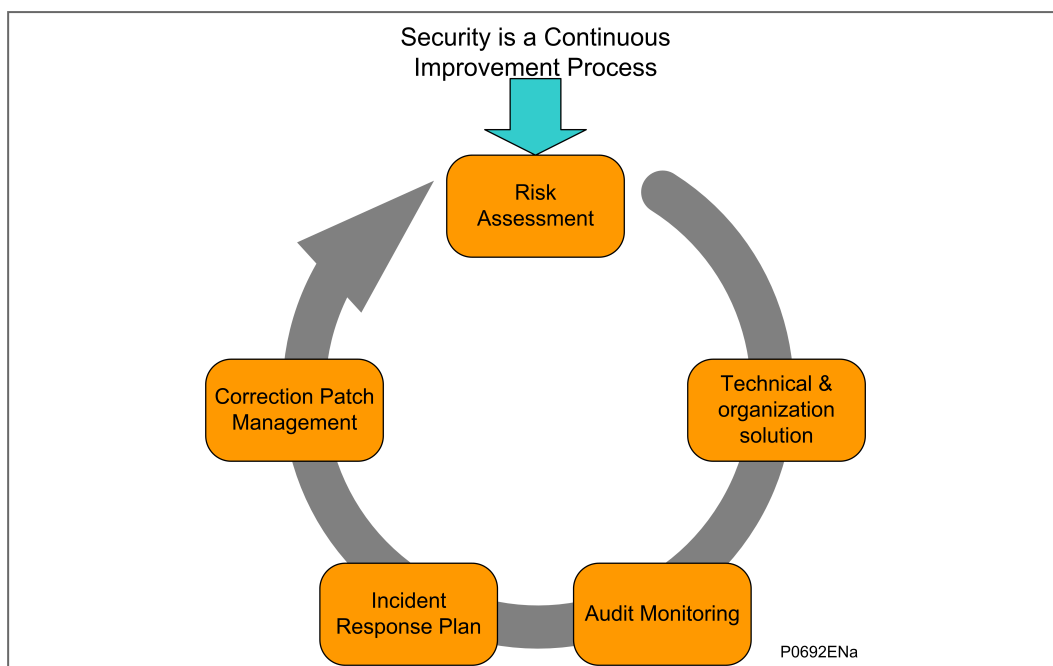 Security is a Continuous
Improvement Process
Risk
Assessment
Technical &
organization
solution
Audit Monitoring
Incident
Response Plan
Correction Patch
Management
P0692ENa